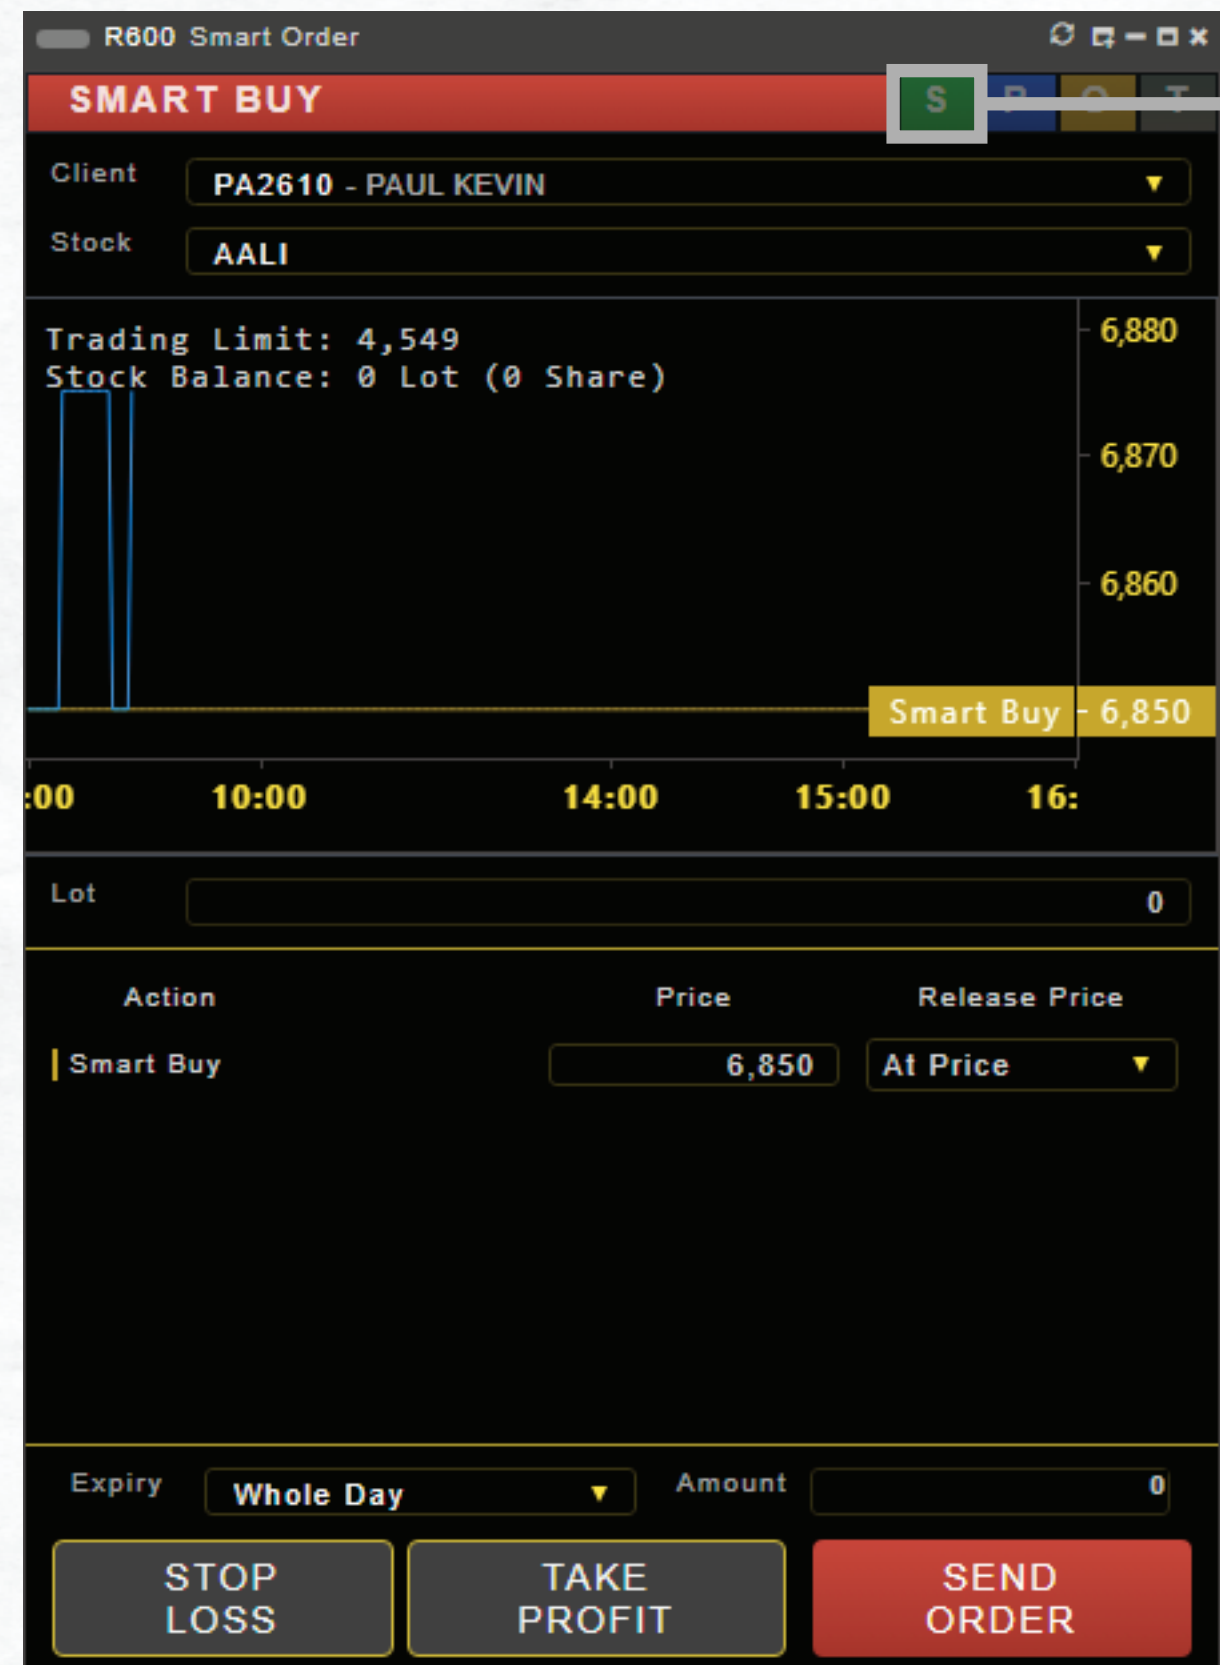 R600 Smart Order
SMART BUY S P O T
Client PA2610 - PAUL KEVIN
Stock AALI
Trading Limit: 4,549
Stock Balance: 0 Lot (0 Share)
6,880
6,870
6,860
Smart Buy 6,850
:00 10:00 14:00 15:00 16:
Lot 0
Action Price Release Price
Smart Buy 6,850 At Price
Expiry Whole Day Amount 0
STOP LOSS
TAKE PROFIT
SEND ORDER